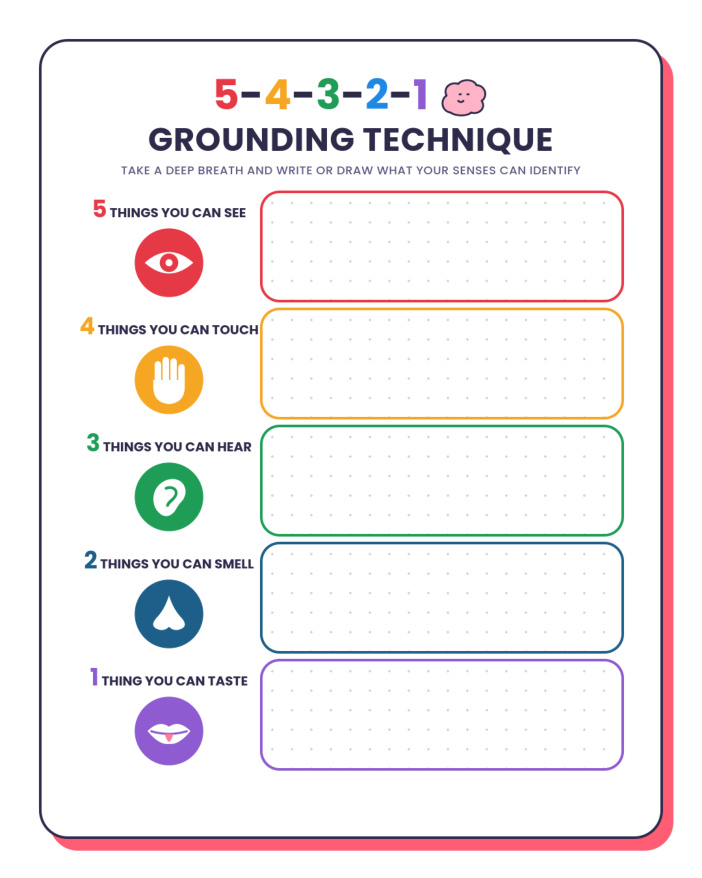 5-4-3-2-1
GROUNDING TECHNIQUE
TAKE A DEEP BREATH AND WRITE OR DRAW WHAT YOUR SENSES CAN IDENTIFY
5 THINGS YOU CAN SEE
4 THINGS YOU CAN TOUCH
3 THINGS YOU CAN HEAR
2 THINGS YOU CAN SMELL
1 THING YOU CAN TASTE